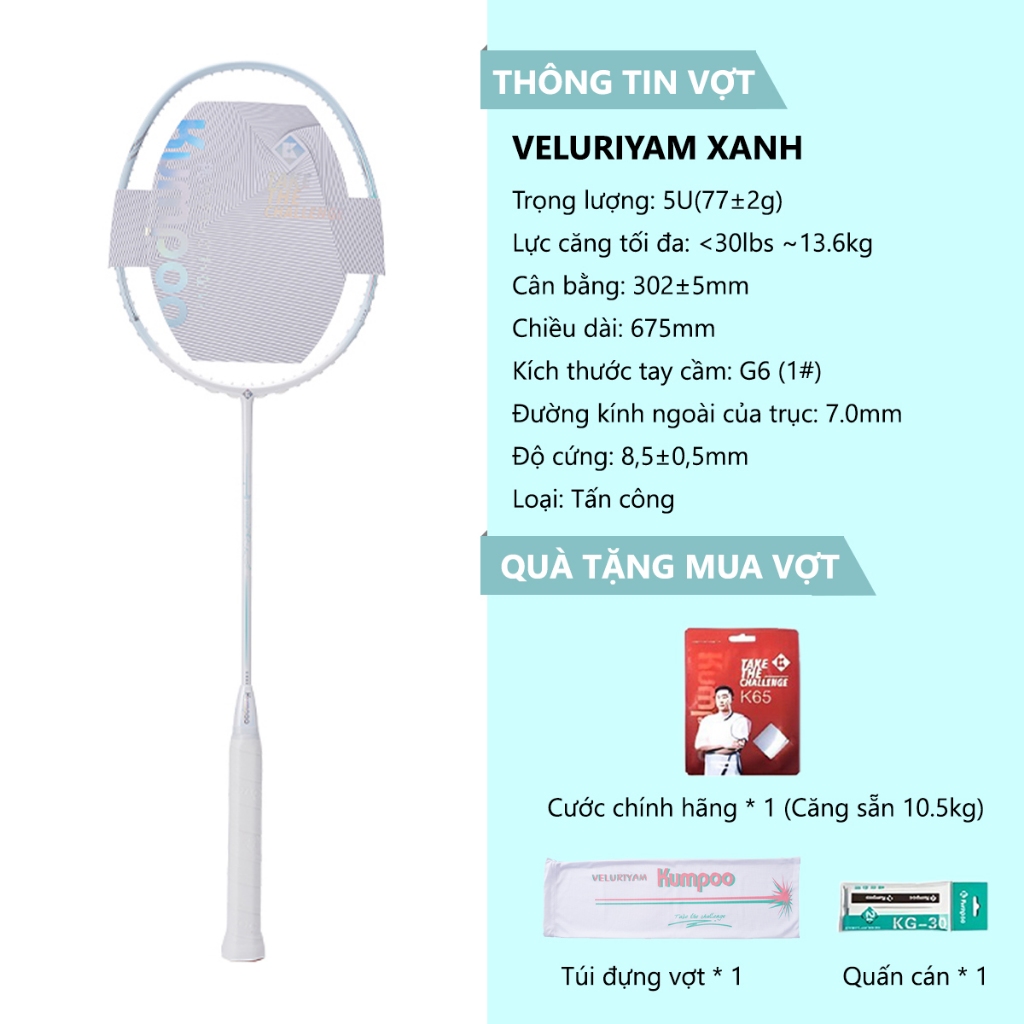 THÔNG TIN VỢT
VELURIYAM XANH
Trọng lượng: 5U(77±2g)
Lực căng tối đa: <30lbs ~13.6kg
Cân bằng: 302±5mm
Chiều dài: 675mm
Kích thước tay cầm: G6 (1#)
Đường kính ngoài của trục: 7.0mm
Độ cứng: 8,5±0,5mm
Loại: Tấn công
KUMPOO
Kumpoo
QUÀ TẶNG MUA VỢT
TAKE
THE
CHALLENGE
K65
Cước chính hãng * 1 (Căng sẵn 10.5kg)
VELURIYAM Kumpoo
Take the challenge
Kumpoo
Kumpoo
KG-30
Túi đựng vợt * 1
Quấn cán * 1